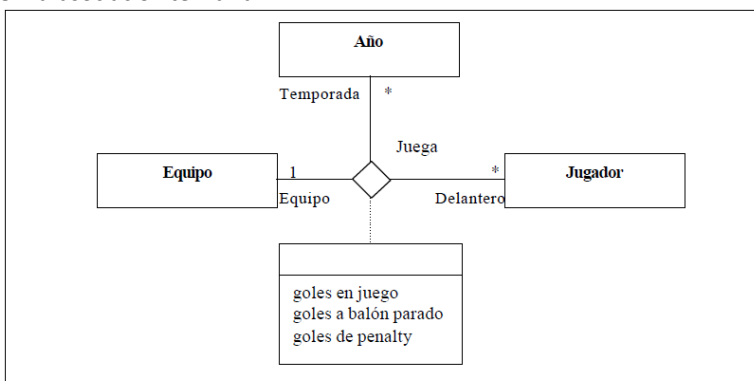 Año
Temporada *
Juega
Equipo 1 * Jugador
Equipo Delantero
goles en juego
goles a balón parado
goles de penalty